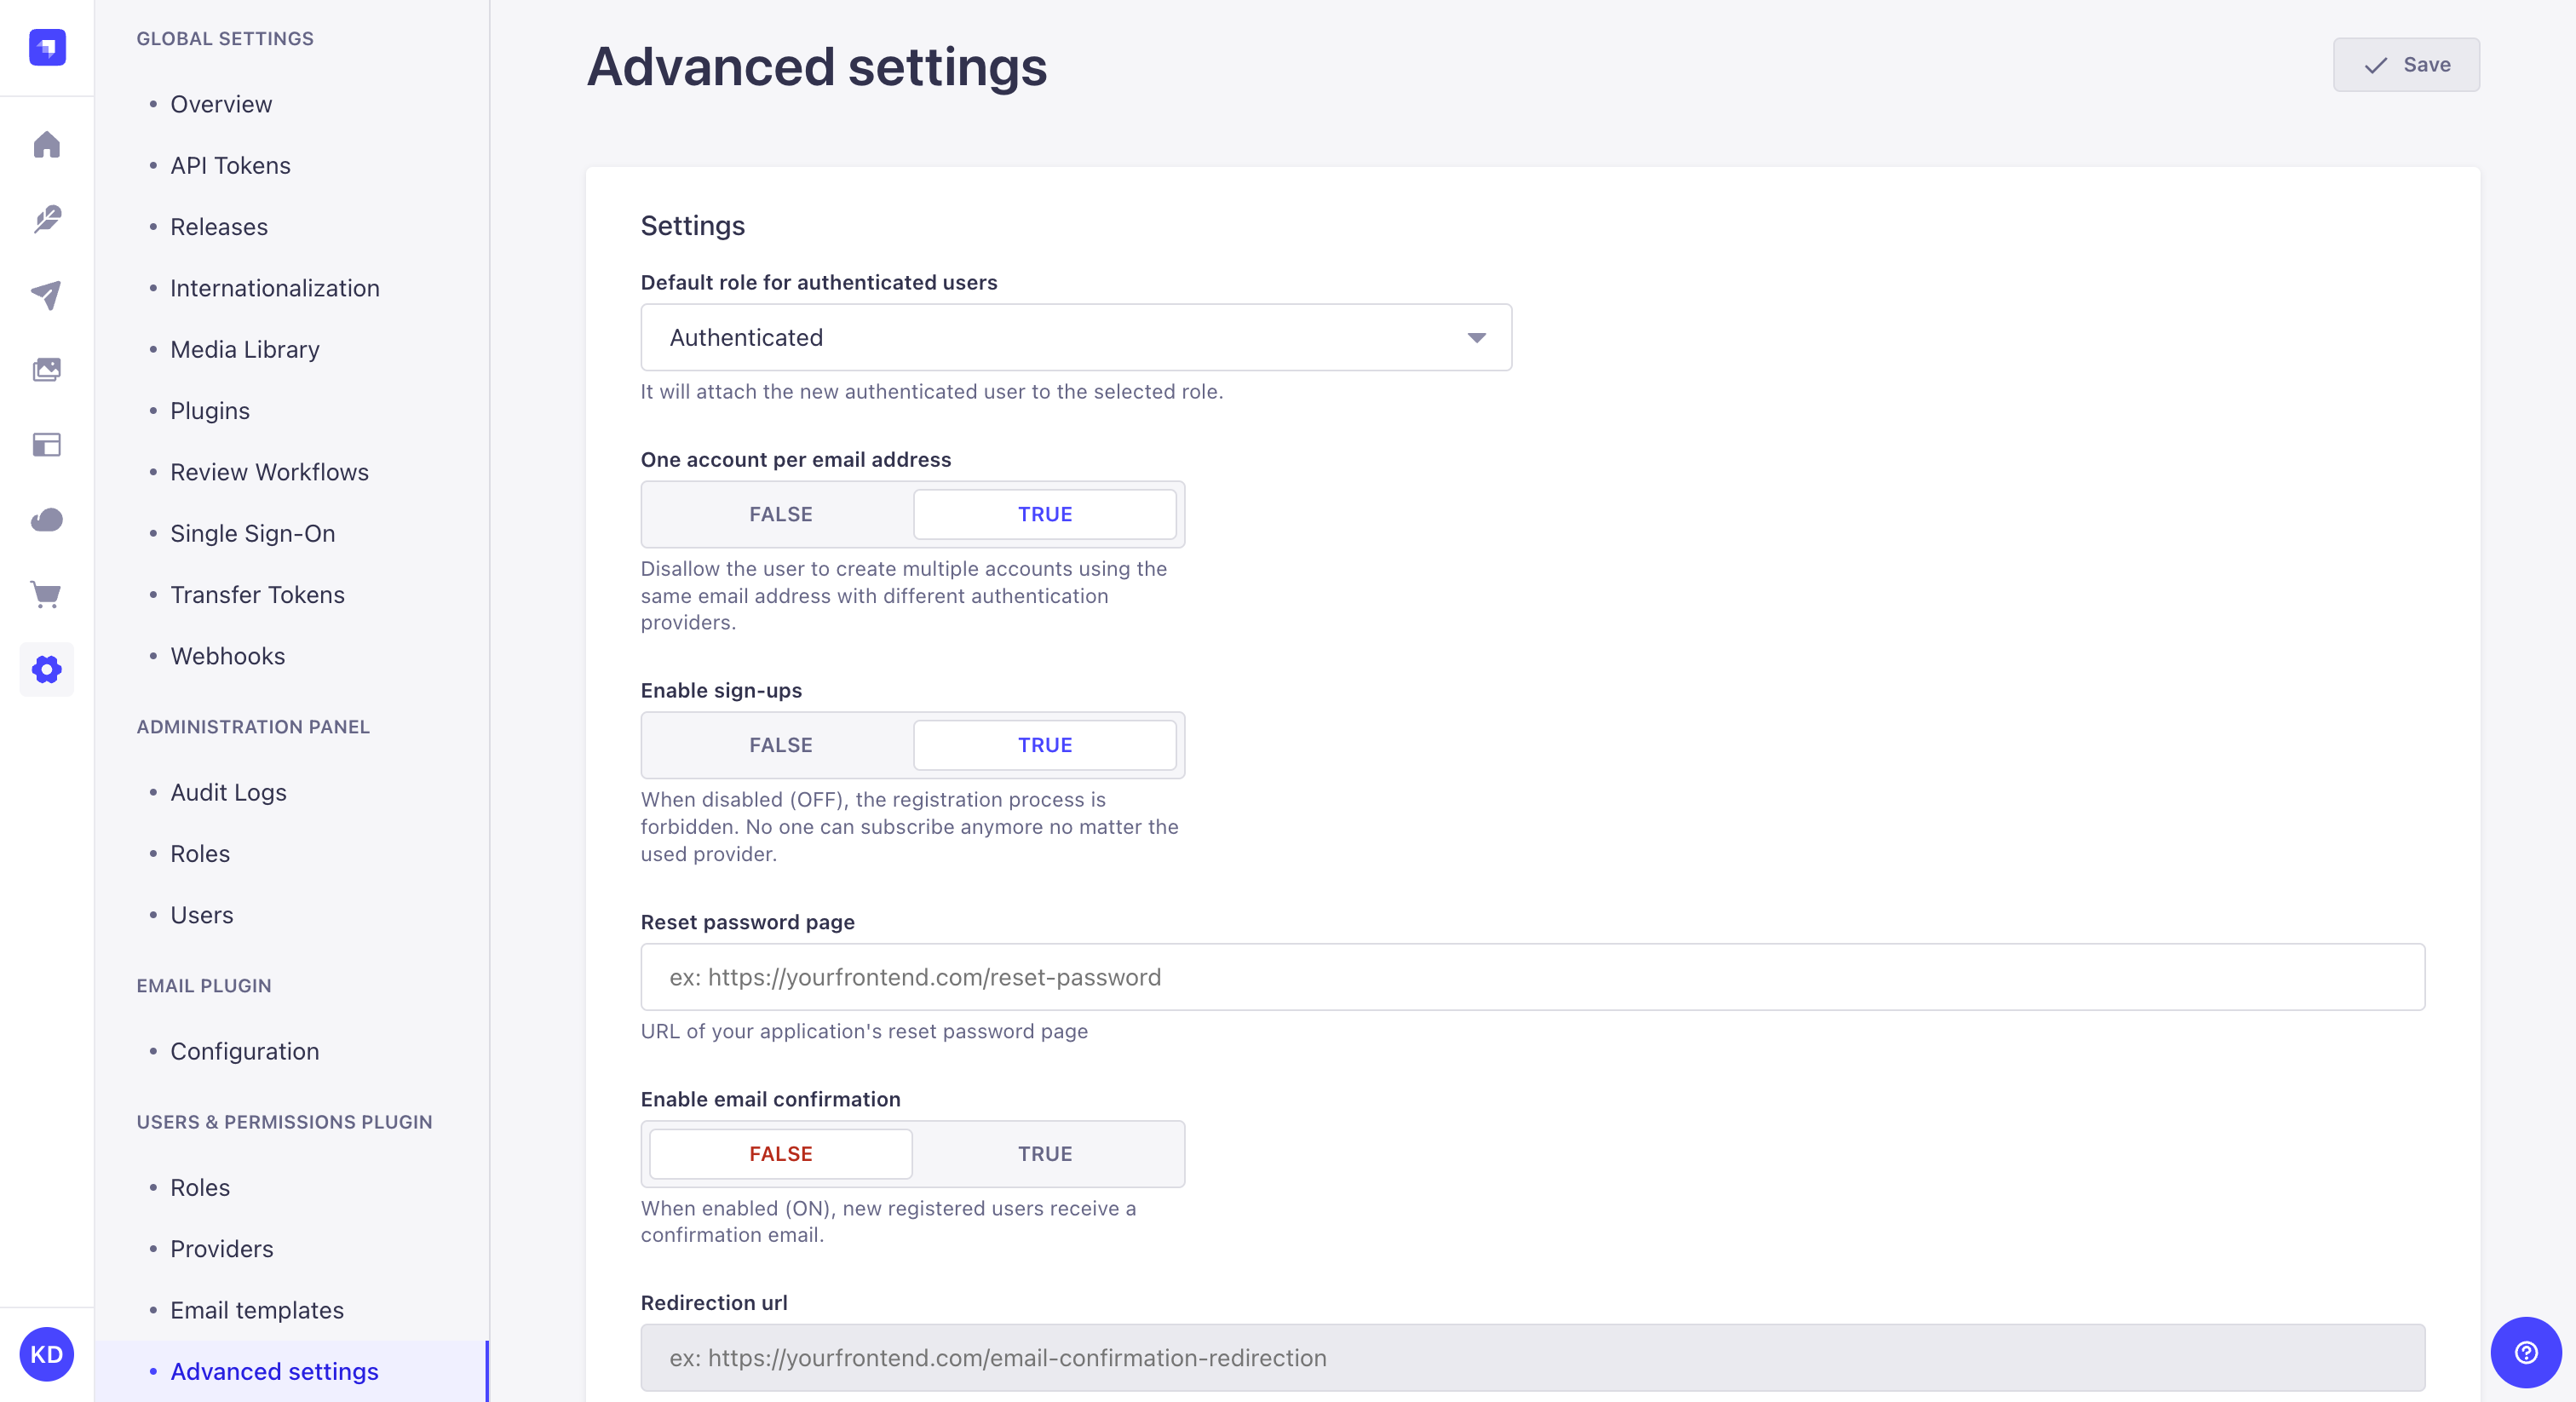 GLOBAL SETTINGS
Overview
API Tokens
Releases
Internationalization
Media Library
Plugins
Review Workflows
Single Sign-On
Transfer Tokens
Webhooks
ADMINISTRATION PANEL
Audit Logs
Roles
Users
EMAIL PLUGIN
Configuration
USERS & PERMISSIONS PLUGIN
Roles
Providers
Email templates
Advanced settings
KD
Advanced settings
Save
Settings
Default role for authenticated users
Authenticated
It will attach the new authenticated user to the selected role.
One account per email address
FALSE TRUE
Disallow the user to create multiple accounts using the
same email address with different authentication
providers.
Enable sign-ups
FALSE TRUE
When disabled (OFF), the registration process is
forbidden. No one can subscribe anymore no matter the
used provider.
Reset password page
ex: https://yourfrontend.com/reset-password
URL of your application's reset password page
Enable email confirmation
FALSE TRUE
When enabled (ON), new registered users receive a
confirmation email.
Redirection url
ex: https://yourfrontend.com/email-confirmation-redirection